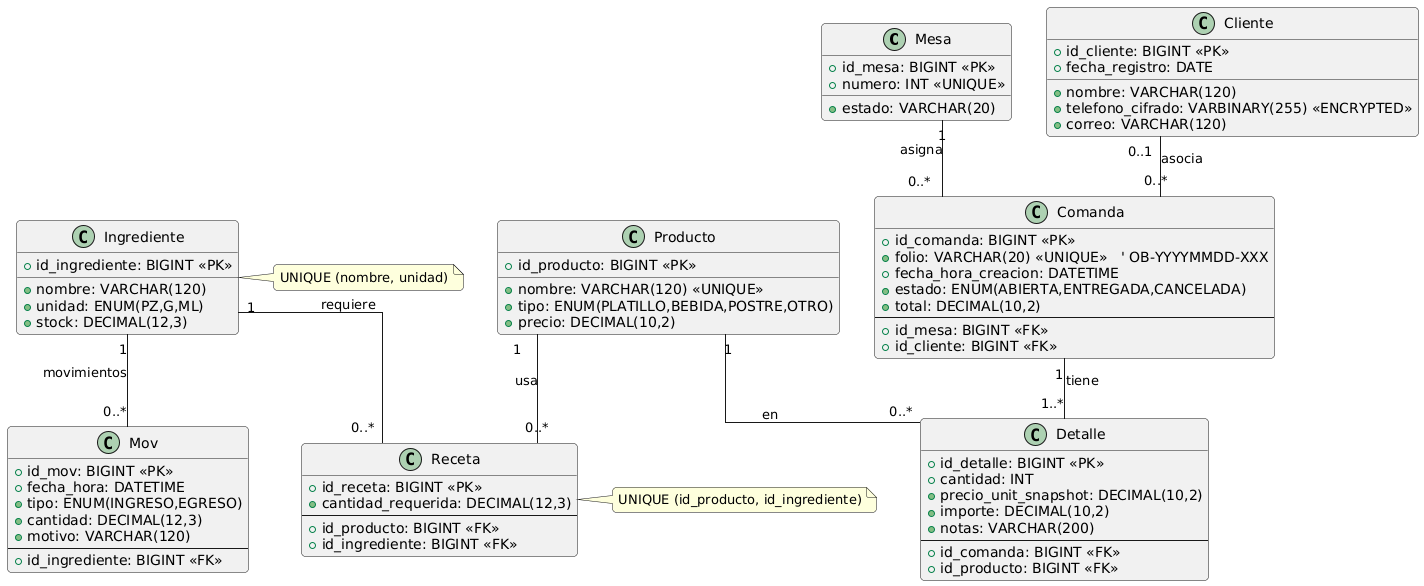 C Mesa
id_mesa: BIGINT «PK»
numero: INT «UNIQUE»
estado: VARCHAR(20)
C Cliente
id_cliente: BIGINT «PK»
fecha_registro: DATE
nombre: VARCHAR(120)
telefono_cifrado: VARBINARY(255) «ENCRYPTED»
correo: VARCHAR(120)
1
asigna
0..*
0..1
asocia
0..*
C Ingrediente
id_ingrediente: BIGINT «PK»
nombre: VARCHAR(120)
unidad: ENUM(PZ,G,ML)
stock: DECIMAL(12,3)
UNIQUE (nombre, unidad)
C Producto
id_producto: BIGINT «PK»
nombre: VARCHAR(120) «UNIQUE»
tipo: ENUM(PLATILLO,BEBIDA,POSTRE,OTRO)
precio: DECIMAL(10,2)
C Comanda
id_comanda: BIGINT «PK»
folio: VARCHAR(20) «UNIQUE» ' OB-YYYYMMDD-XXX
fecha_hora_creacion: DATETIME
estado: ENUM(ABIERTA,ENTREGADA,CANCELADA)
total: DECIMAL(10,2)
id_mesa: BIGINT «FK»
id_cliente: BIGINT «FK»
1
requiere
0..*
1
movimientos
0..*
1
usa
0..*
1
en
0..*
1
tiene
1..*
C Mov
id_mov: BIGINT «PK»
fecha_hora: DATETIME
tipo: ENUM(INGRESO,EGRESO)
cantidad: DECIMAL(12,3)
motivo: VARCHAR(120)
id_ingrediente: BIGINT «FK»
C Receta
id_receta: BIGINT «PK»
cantidad_requerida: DECIMAL(12,3)
id_producto: BIGINT «FK»
id_ingrediente: BIGINT «FK»
UNIQUE (id_producto, id_ingrediente)
C Detalle
id_detalle: BIGINT «PK»
cantidad: INT
precio_unit_snapshot: DECIMAL(10,2)
importe: DECIMAL(10,2)
notas: VARCHAR(200)
id_comanda: BIGINT «FK»
id_producto: BIGINT «FK»